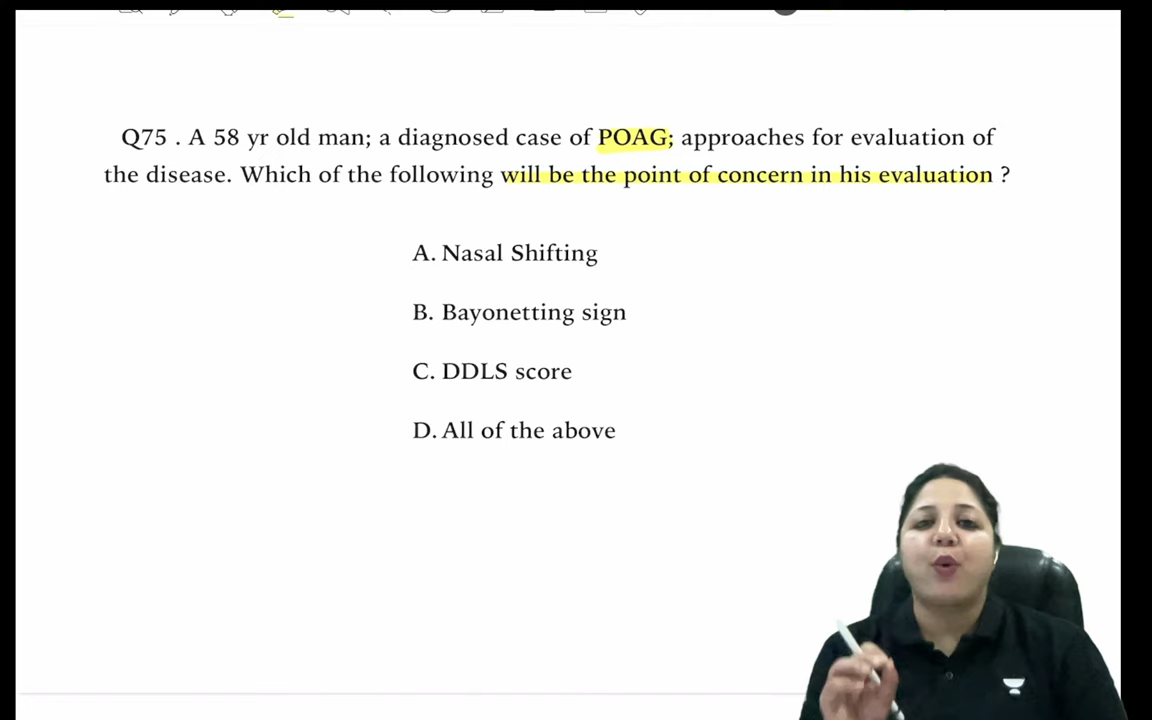 Q75 . A 58 yr old man; a diagnosed case of POAG; approaches for evaluation of
the disease. Which of the following will be the point of concern in his evaluation ?
A. Nasal Shifting
B. Bayonetting sign
C. DDLS score
D. All of the above